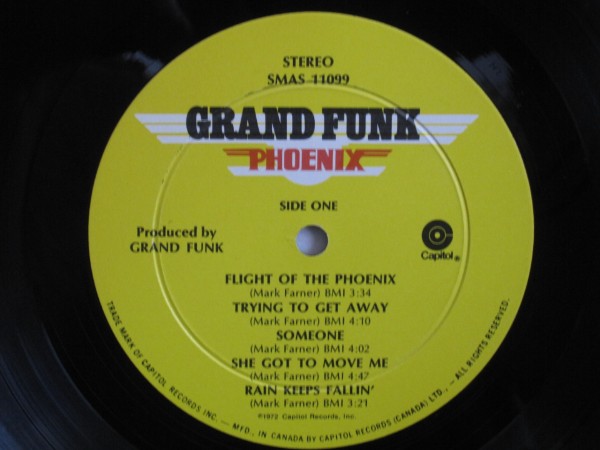 STEREO
SMAS 11099
GRAND FUNK
PHOENIX
SIDE ONE
Produced by
GRAND FUNK
Capitol®
FLIGHT OF THE PHOENIX
(Mark Farner) BMI 3:34
TRYING TO GET AWAY
(Mark Farner) BMI 4:10
SOMEONE
(Mark Farner) BMI 4:02
SHE GOT TO MOVE ME
(Mark Farner) BMI 4:47
RAIN KEEPS FALLIN'
(Mark Farner) BMI 3:21
℗1972 Capitol Records, Inc.
TRADE MARK OF CAPITOL RECORDS INC. — MFD., IN CANADA BY CAPITOL RECORDS (CANADA) LTD., — ALL RIGHTS RESERVED.